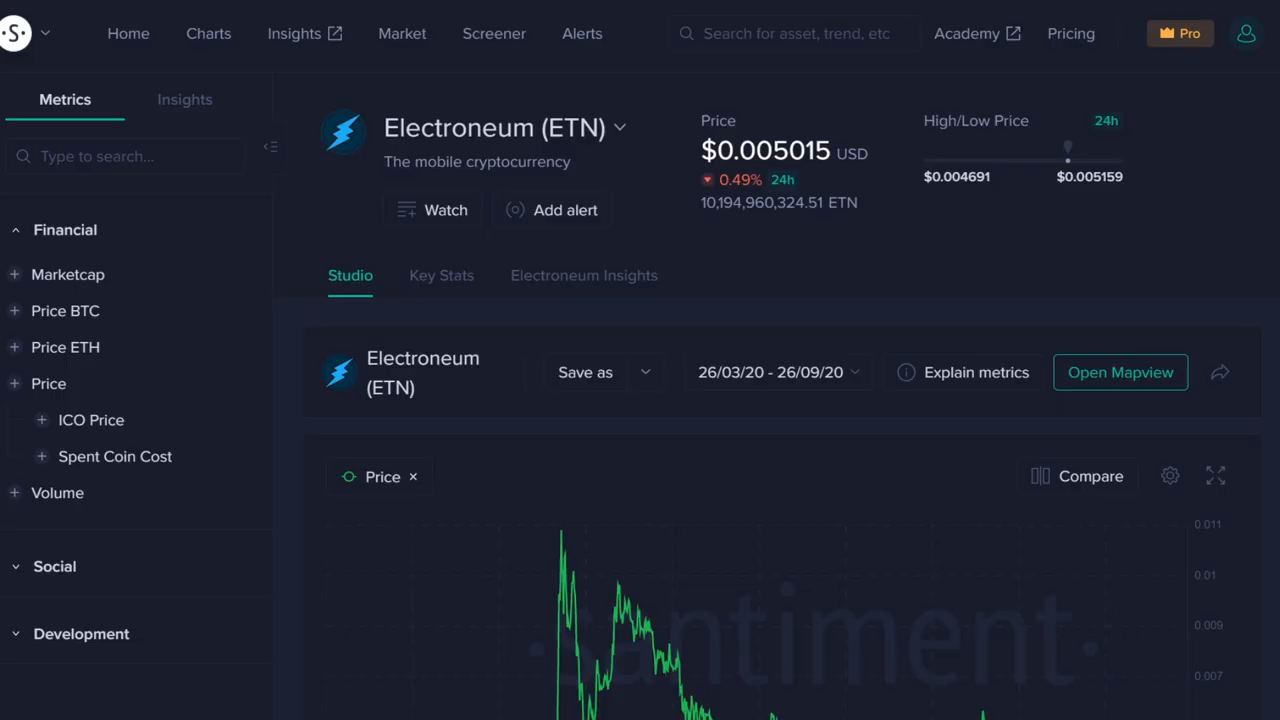 ·S·
Home
Charts
Insights
Market
Screener
Alerts
Search for asset, trend, etc
Academy
Pricing
Pro
Metrics
Insights
Type to search...
Financial
Marketcap
Price BTC
Price ETH
Price
ICO Price
Spent Coin Cost
Volume
Social
Development
Electroneum (ETN)
The mobile cryptocurrency
Watch
Add alert
Price
$0.005015 USD
0.49% 24h
10,194,960,324.51 ETN
High/Low Price
24h
$0.004691
$0.005159
Studio
Key Stats
Electroneum Insights
Electroneum
(ETN)
Save as
26/03/20 - 26/09/20
Explain metrics
Open Mapview
Price ×
Compare
0.011
0.01
0.009
0.007
·santiment·